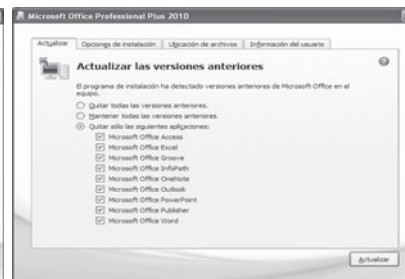 Microsoft Office Professional Plus 2010
Actualizar
Opciones de instalación
Ubicación de archivos
Información del usuario
Actualizar las versiones anteriores
El programa de instalación ha detectado versiones anteriores de Microsoft Office en el
equipo.
Quitar todas las versiones anteriores.
Mantener todas las versiones anteriores.
Quitar sólo las siguientes aplicaciones:
Microsoft Office Access
Microsoft Office Excel
Microsoft Office Groove
Microsoft Office InfoPath
Microsoft Office OneNote
Microsoft Office Outlook
Microsoft Office PowerPoint
Microsoft Office Publisher
Microsoft Office Word
Actualizar